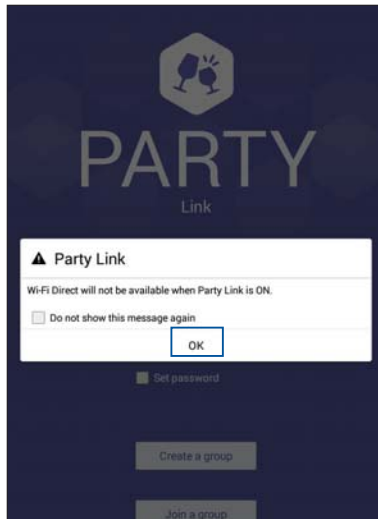 PARTY
Link
Party Link
Wi-Fi Direct will not be available when Party Link is ON.
Do not show this message again
OK
Set password
Create a group
Join a group